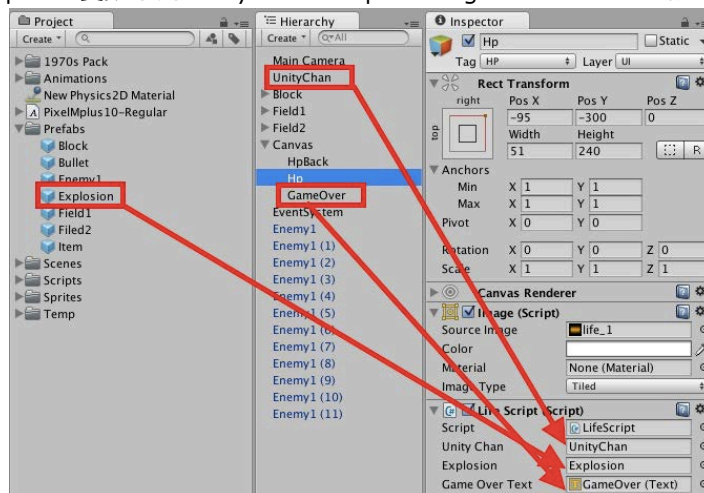 Project
Create
1970s Pack
Animations
New Physics2D Material
PixelMplus10-Regular
Prefabs
Block
Bullet
Enemy1
Explosion
Field1
Filed2
Item
Scenes
Scripts
Sprites
Temp
Hierarchy
Create All
Main Camera
UnityChan
Block
Field1
Field2
Canvas
HpBack
Hp
GameOver
EventSystem
Enemy1
Enemy1 (1)
Enemy1 (2)
Enemy1 (3)
Enemy1 (4)
Enemy1 (5)
Enemy1 (6)
Enemy1 (7)
Enemy1 (8)
Enemy1 (9)
Enemy1 (10)
Enemy1 (11)
Inspector
Hp Static
Tag HP Layer UI
Rect Transform
right Pos X Pos Y Pos Z
top -95 -300 0
Width Height
51 240 R
Anchors
Min X 1 Y 1
Max X 1 Y 1
Pivot X 0 Y 0
Rotation X 0 Y 0 Z 0
Scale X 1 Y 1 Z 1
Canvas Renderer
Image (Script)
Source Image life_1
Color
Material None (Material)
Image Type Tiled
Life Script (Script)
Script LifeScript
Unity Chan UnityChan
Explosion Explosion
Game Over Text GameOver (Text)